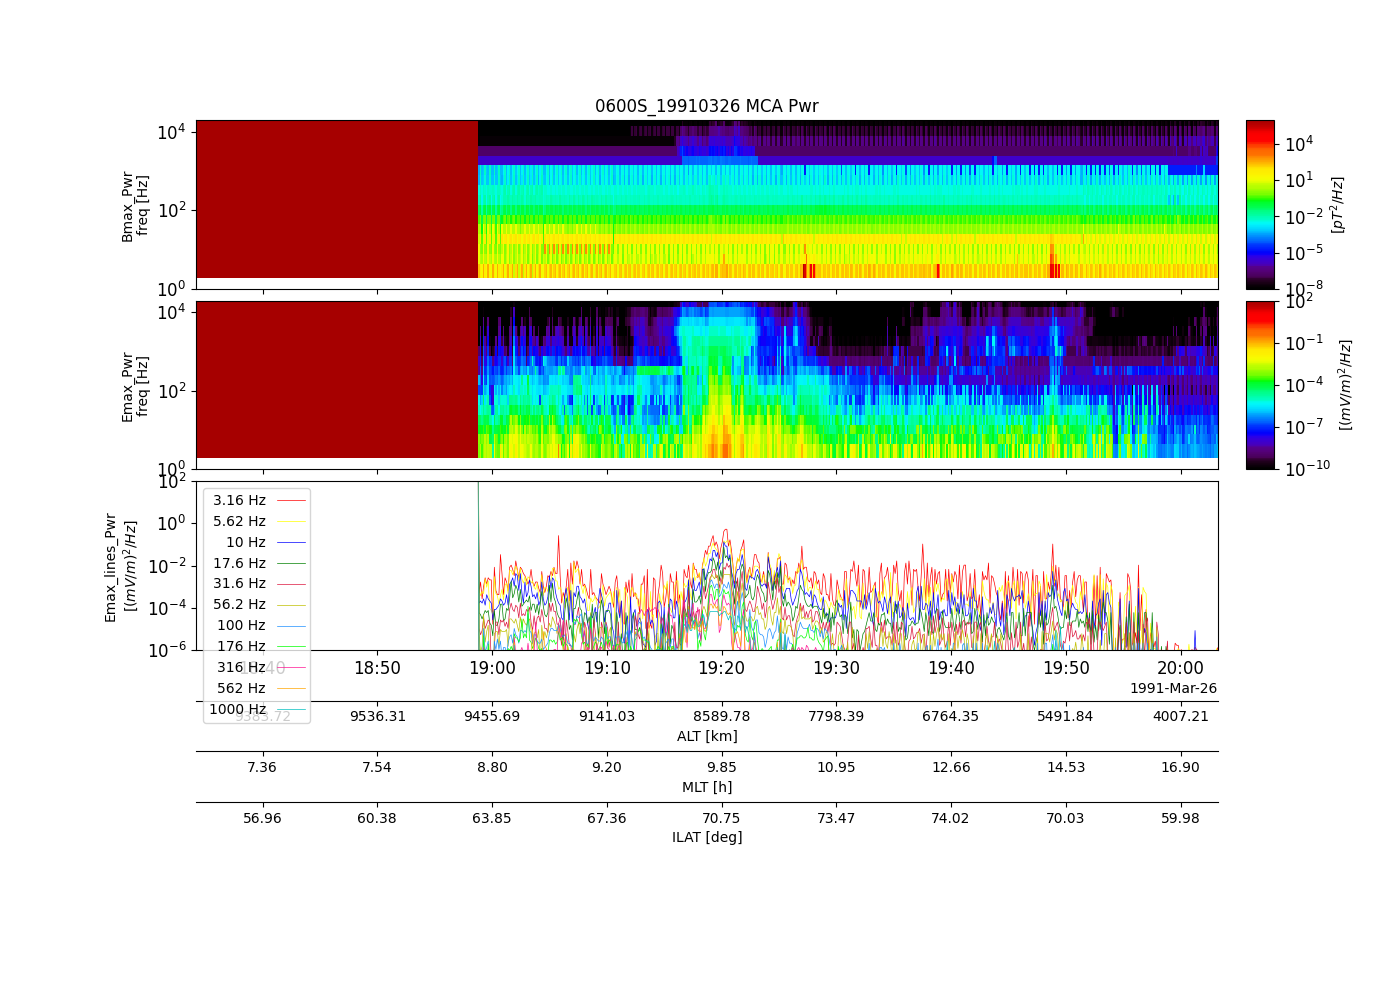 0600S_19910326 MCA Pwr
10^4
10^2
10^0
Bmax_Pwr
freq [Hz]
10^4
10^1
10^-2
10^-5
10^-8
[pT^2/Hz]
10^4
10^2
10^0
Emax_Pwr
freq [Hz]
10^2
10^-1
10^-4
10^-7
10^-10
[(mV/m)^2/Hz]
10^2
10^0
10^-2
10^-4
10^-6
Emax_lines_Pwr
[(mV/m)^2/Hz]
3.16 Hz
5.62 Hz
10 Hz
17.6 Hz
31.6 Hz
56.2 Hz
100 Hz
176 Hz
316 Hz
562 Hz
1000 Hz
18:40 18:50 19:00 19:10 19:20 19:30 19:40 19:50 20:00
1991-Mar-26
9383.72 9536.31 9455.69 9141.03 8589.78 7798.39 6764.35 5491.84 4007.21
ALT [km]
7.36 7.54 8.80 9.20 9.85 10.95 12.66 14.53 16.90
MLT [h]
56.96 60.38 63.85 67.36 70.75 73.47 74.02 70.03 59.98
ILAT [deg]